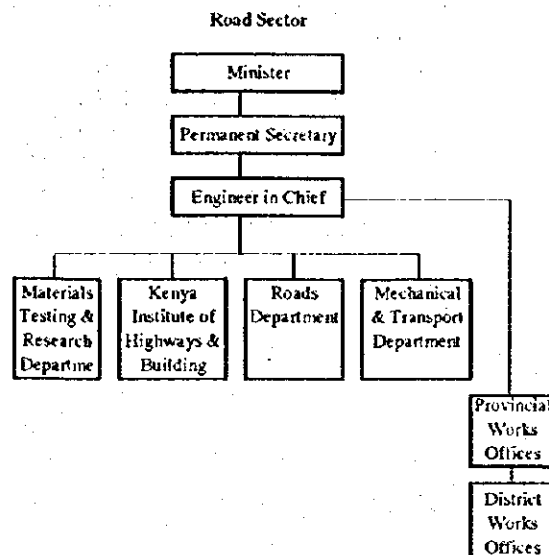 Road Sector
Minister
Permanent Secretary
Engineer in Chief
Materials
Testing &
Research
Departme
Kenya
Institute of
Highways &
Building
Roads
Department
Mechanical
& Transport
Department
Provincial
Works
Offices
District
Works
Offices